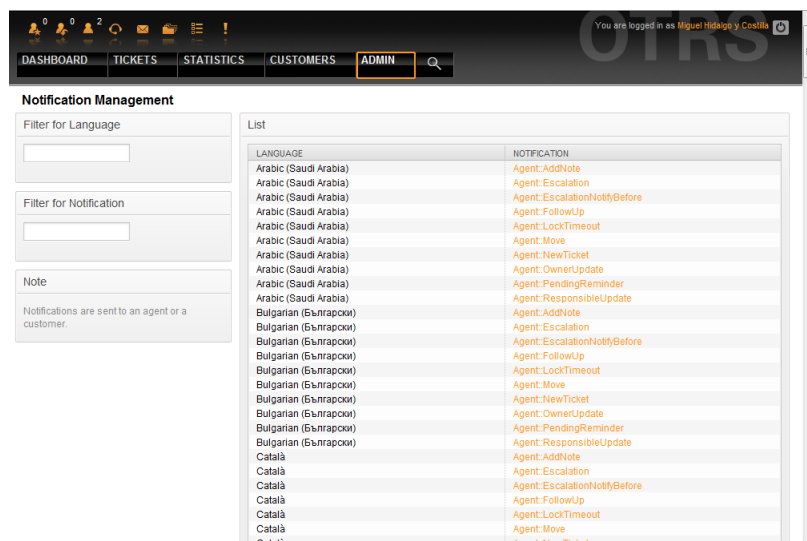 0 0 2
OTRS
You are logged in as Miguel Hidalgo y Costilla
DASHBOARD TICKETS STATISTICS CUSTOMERS ADMIN
Notification Management
Filter for Language
Filter for Notification
Note
Notifications are sent to an agent or a
customer.
List
LANGUAGE NOTIFICATION
Arabic (Saudi Arabia) Agent::AddNote
Arabic (Saudi Arabia) Agent::Escalation
Arabic (Saudi Arabia) Agent::EscalationNotifyBefore
Arabic (Saudi Arabia) Agent::FollowUp
Arabic (Saudi Arabia) Agent::LockTimeout
Arabic (Saudi Arabia) Agent::Move
Arabic (Saudi Arabia) Agent::NewTicket
Arabic (Saudi Arabia) Agent::OwnerUpdate
Arabic (Saudi Arabia) Agent::PendingReminder
Arabic (Saudi Arabia) Agent::ResponsibleUpdate
Bulgarian (Български) Agent::AddNote
Bulgarian (Български) Agent::Escalation
Bulgarian (Български) Agent::EscalationNotifyBefore
Bulgarian (Български) Agent::FollowUp
Bulgarian (Български) Agent::LockTimeout
Bulgarian (Български) Agent::Move
Bulgarian (Български) Agent::NewTicket
Bulgarian (Български) Agent::OwnerUpdate
Bulgarian (Български) Agent::PendingReminder
Bulgarian (Български) Agent::ResponsibleUpdate
Català Agent::AddNote
Català Agent::Escalation
Català Agent::EscalationNotifyBefore
Català Agent::FollowUp
Català Agent::LockTimeout
Català Agent::Move